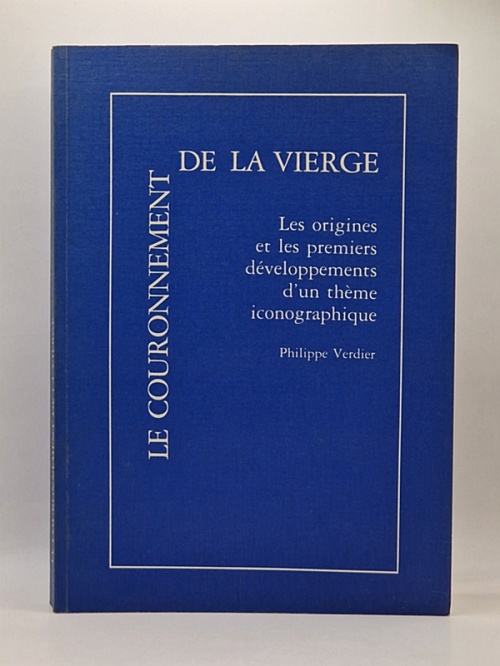 LE COURONNEMENT
DE LA VIERGE
Les origines
et les premiers
développements
d'un thème
iconographique
Philippe Verdier